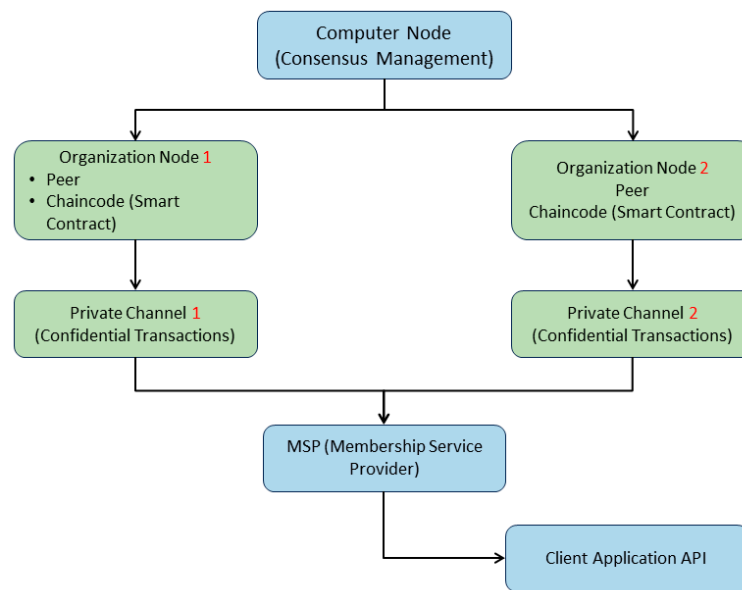 Computer Node
(Consensus Management)
Organization Node 1
• Peer
• Chaincode (Smart
Contract)
Organization Node 2
Peer
Chaincode (Smart Contract)
Private Channel 1
(Confidential Transactions)
Private Channel 2
(Confidential Transactions)
MSP (Membership Service
Provider)
Client Application API